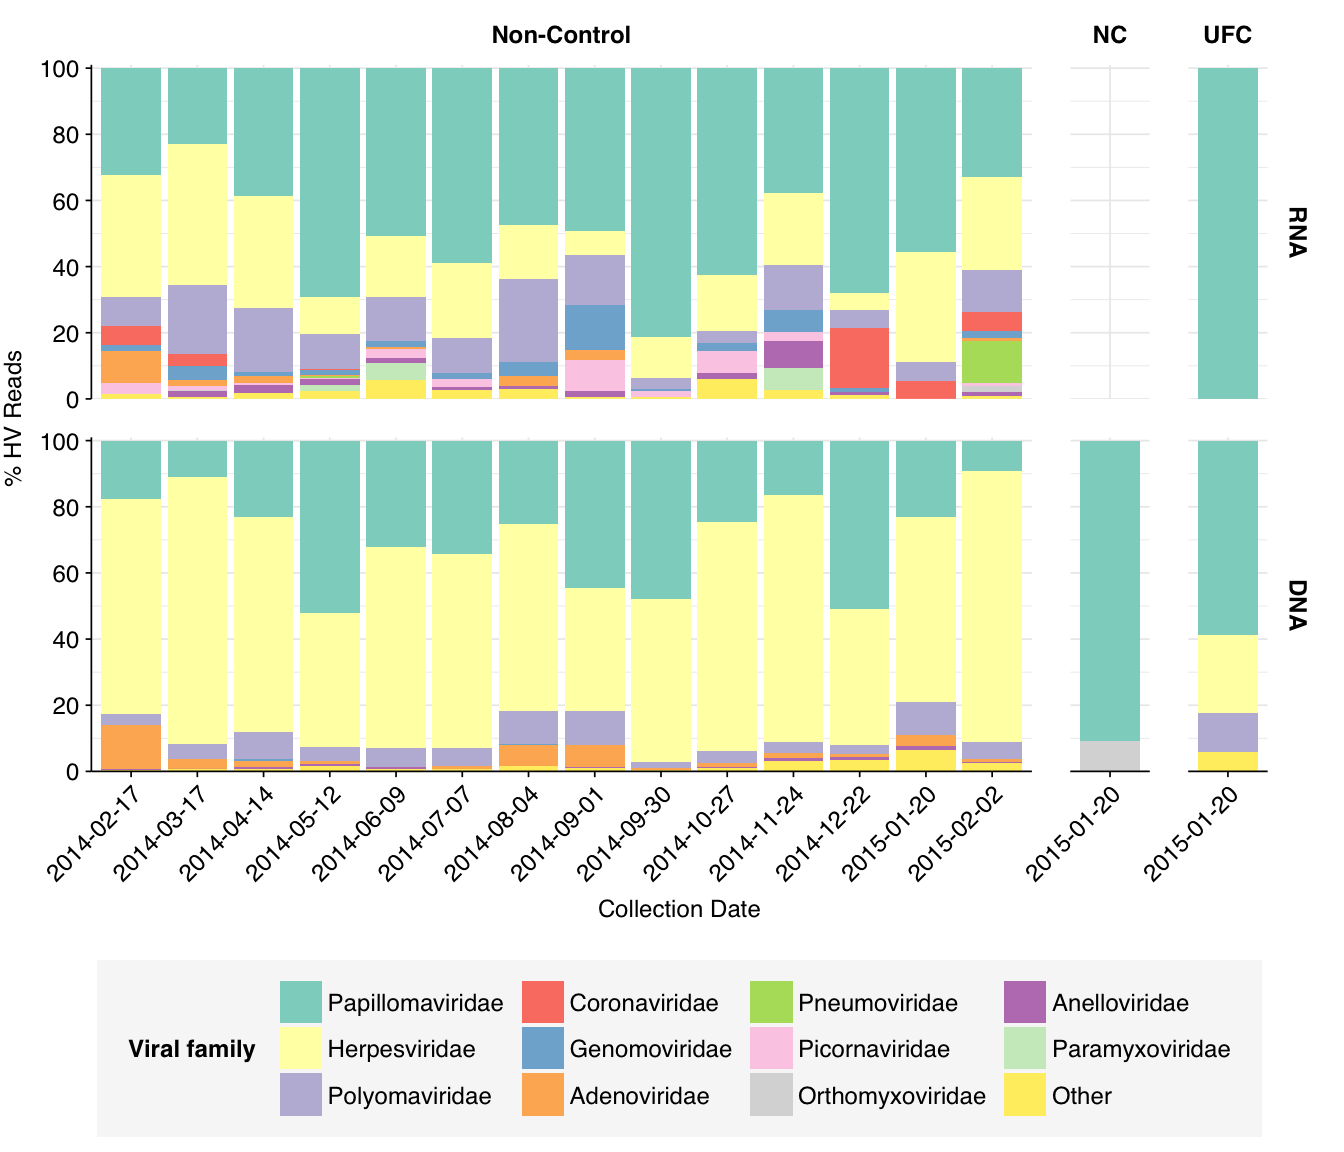 Non-Control NC UFC
100
80
60
40
20
0
RNA
% HV Reads
100
80
60
40
20
0
DNA
2014-02-17 2014-03-17 2014-04-14 2014-05-12 2014-06-09 2014-07-07 2014-08-04 2014-09-01 2014-09-30 2014-10-27 2014-11-24 2014-12-22 2015-01-20 2015-02-02 2015-01-20 2015-01-20
Collection Date
Viral family
Papillomaviridae Coronaviridae Pneumoviridae Anelloviridae
Herpesviridae Genomoviridae Picornaviridae Paramyxoviridae
Polyomaviridae Adenoviridae Orthomyxoviridae Other